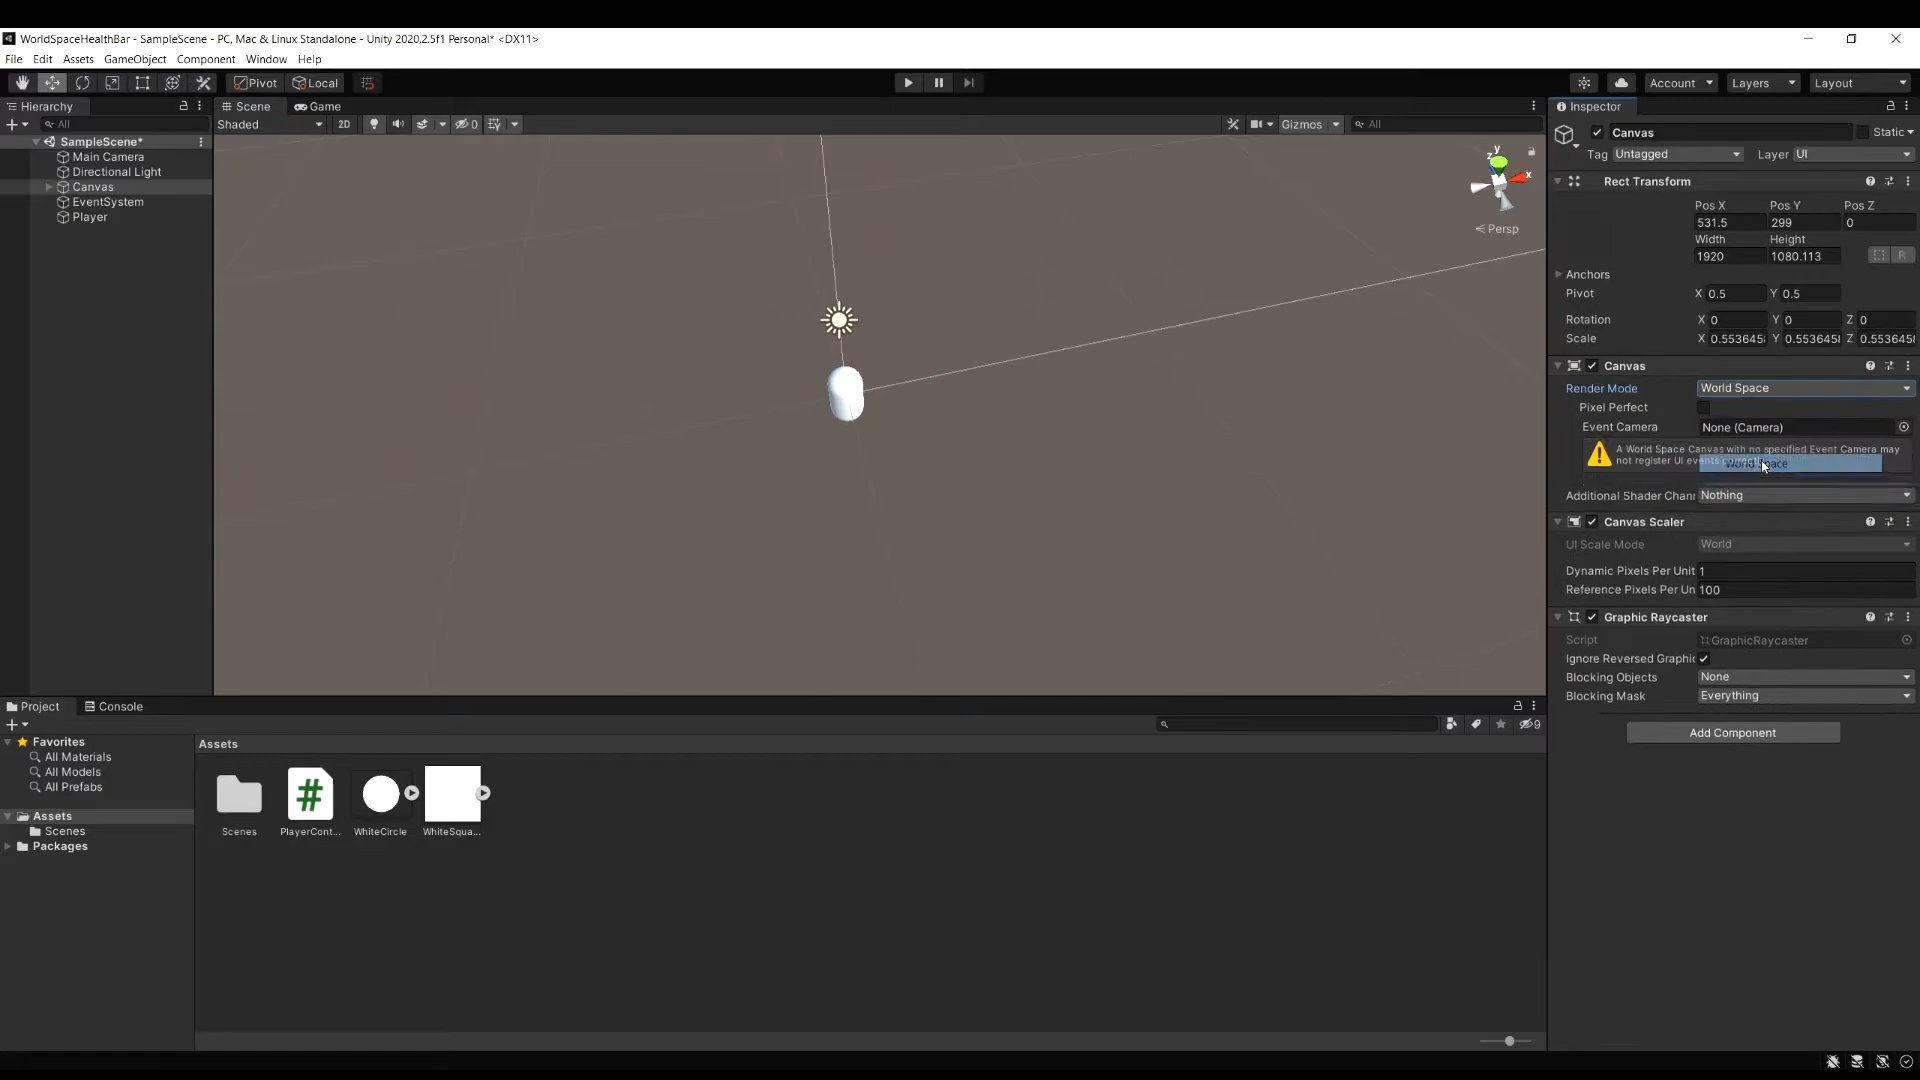 WorldSpaceHealthBar - SampleScene - PC, Mac & Linux Standalone - Unity 2020.2.5f1 Personal* <DX11>
File Edit Assets GameObject Component Window Help
Pivot Local Account Layers Layout
Hierarchy
All
SampleScene*
Main Camera
Directional Light
Canvas
EventSystem
Player
Scene Game
Shaded 2D 0 Gizmos All
y
z
x
Persp
Inspector
Canvas Static
Tag Untagged Layer UI
Rect Transform
Pos X Pos Y Pos Z
531.5 299 0
Width Height
1920 1080.113 R
Anchors
Pivot X 0.5 Y 0.5
Rotation X 0 Y 0 Z 0
Scale X 0.5536458 Y 0.5536458 Z 0.5536458
Canvas
Render Mode World Space
Pixel Perfect
Event Camera None (Camera)
A World Space Canvas with no specified Event Camera may
not register UI events
World Space
Additional Shader Chann Nothing
Canvas Scaler
UI Scale Mode World
Dynamic Pixels Per Unit 1
Reference Pixels Per Un 100
Graphic Raycaster
Script GraphicRaycaster
Ignore Reversed Graphic
Blocking Objects None
Blocking Mask Everything
Add Component
Project Console
9
Favorites
All Materials
All Models
All Prefabs
Assets
Scenes
Packages
Assets
#
Scenes PlayerCont... WhiteCircle WhiteSqua...